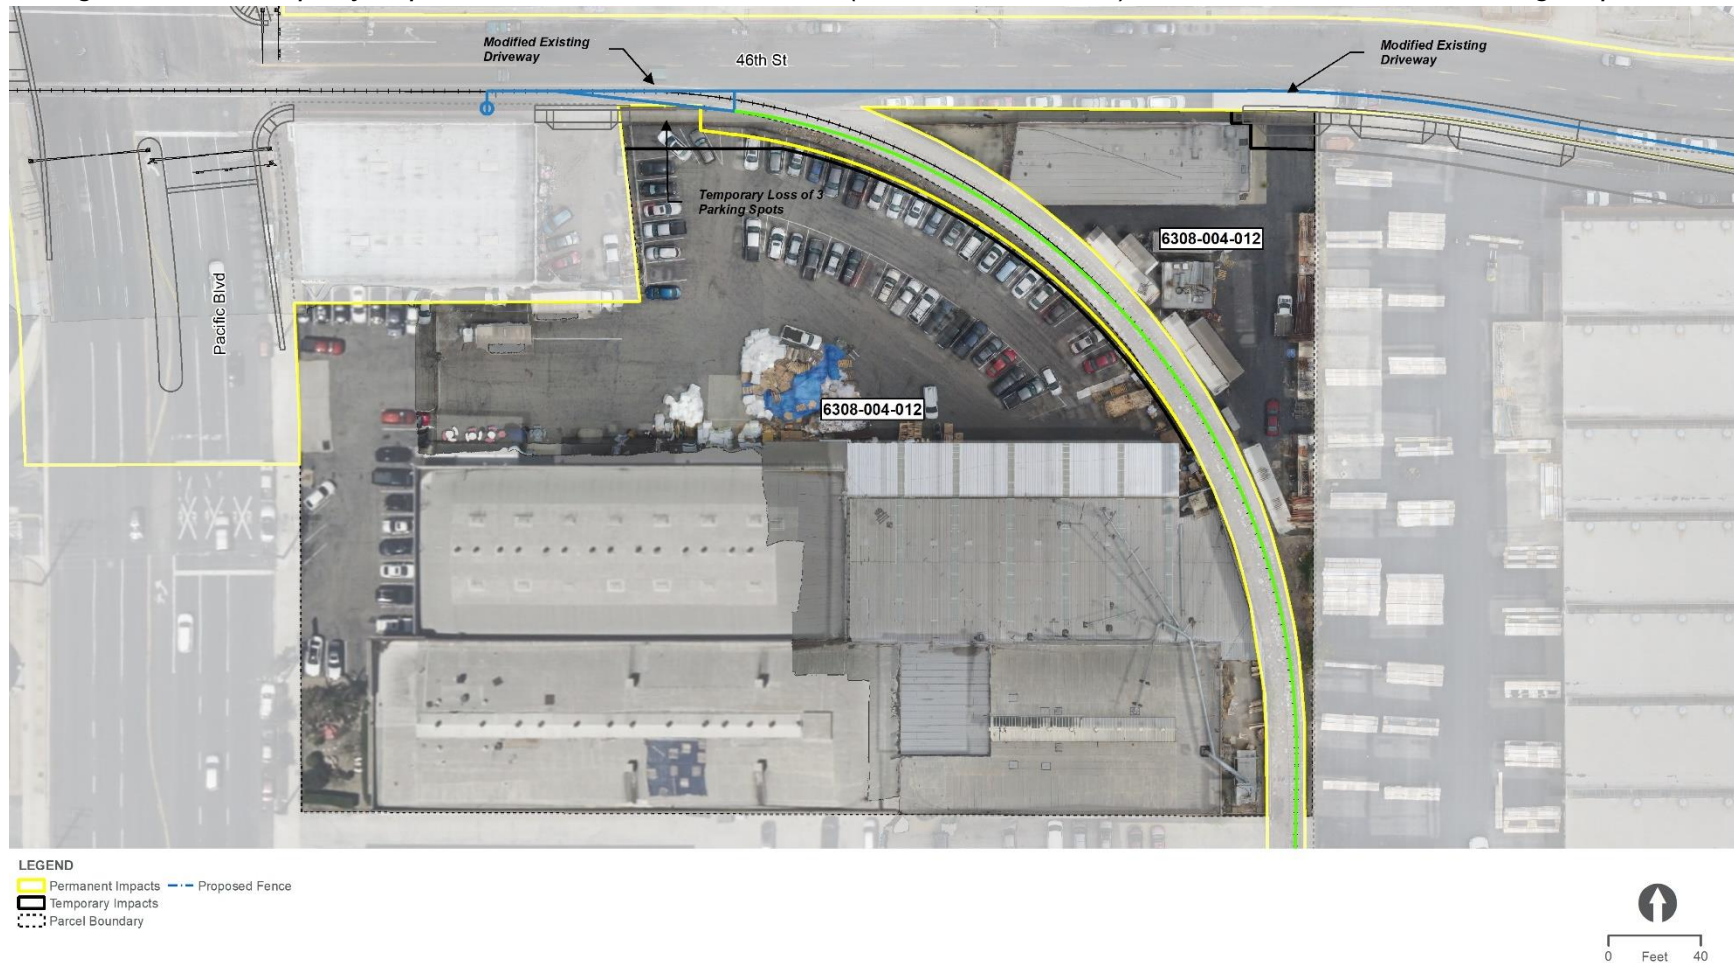 Modified Existing
Driveway
46th St
Modified Existing
Driveway
Temporary Loss of 3
Parking Spots
6308-004-012
Pacific Blvd
6308-004-012
LEGEND
Permanent Impacts
Proposed Fence
Temporary Impacts
Parcel Boundary
0 Feet 40